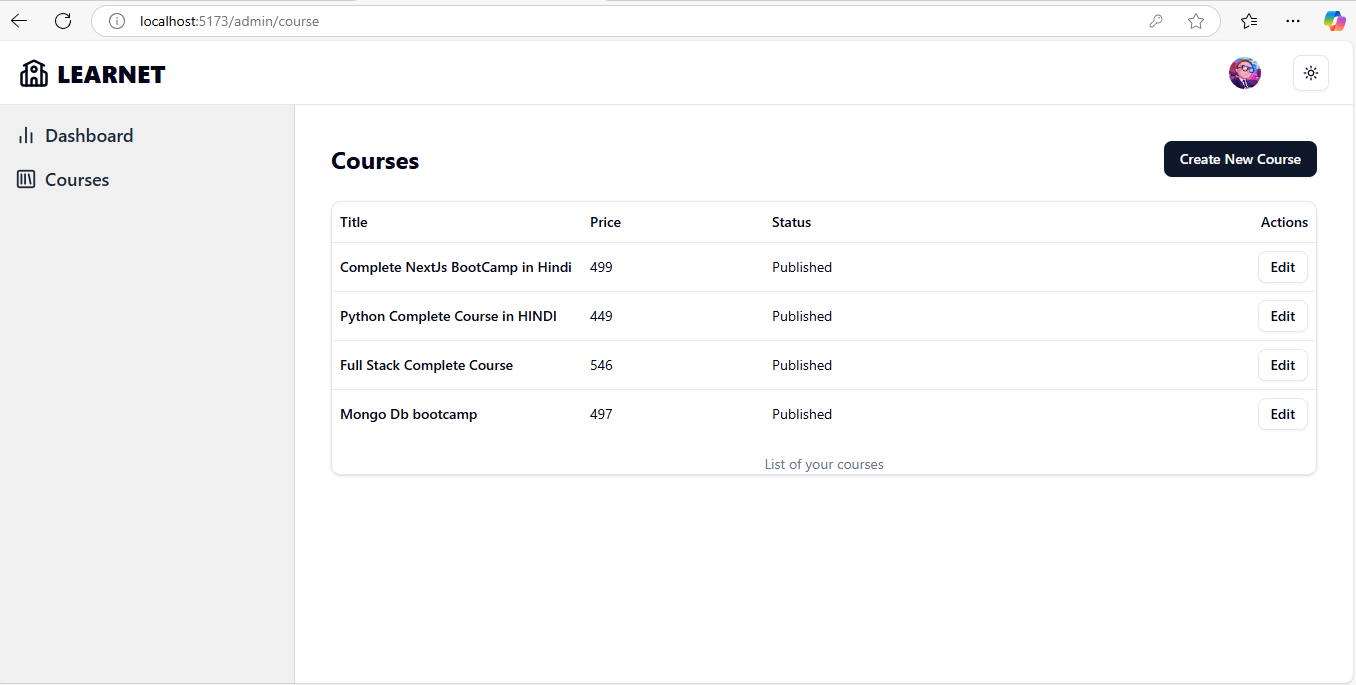 localhost:5173/admin/course
LEARNET
Dashboard
Courses
Courses
Create New Course
Title Price Status Actions
Complete NextJs BootCamp in Hindi 499 Published Edit
Python Complete Course in HINDI 449 Published Edit
Full Stack Complete Course 546 Published Edit
Mongo Db bootcamp 497 Published Edit
List of your courses